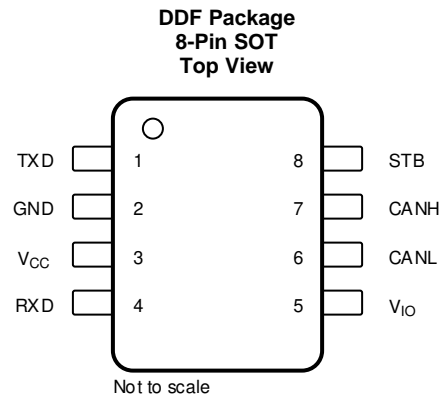 DDF Package
8-Pin SOT
Top View
TXD 1 8 STB
GND 2 7 CANH
VCC 3 6 CANL
RXD 4 5 VIO
Not to scale